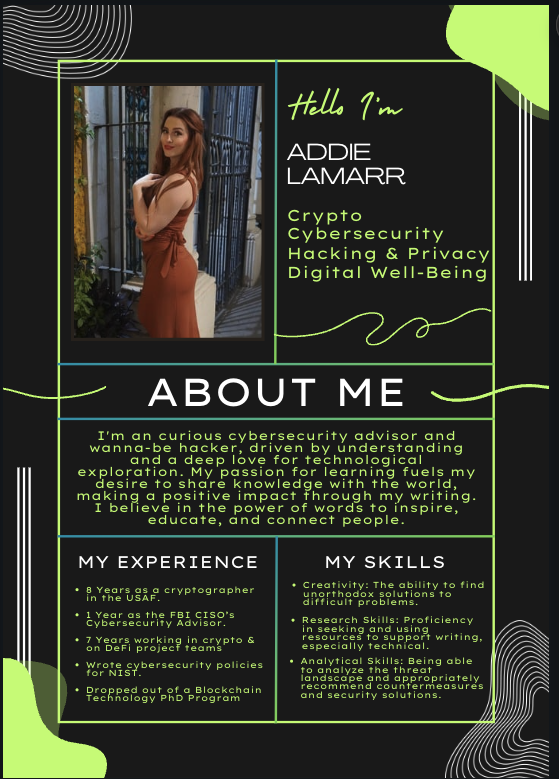 Hello I'm
ADDIE
LAMARR
Crypto
Cybersecurity
Hacking & Privacy
Digital Well-Being
ABOUT ME
I'm an curious cybersecurity advisor and
wanna-be hacker, driven by understanding
and a deep love for technological
exploration. My passion for learning fuels my
desire to share knowledge with the world,
making a positive impact through my writing.
I believe in the power of words to inspire,
educate, and connect people.
MY EXPERIENCE
• 8 Years as a cryptographer
in the USAF.
• 1 Year as the FBI CISO's
Cybersecurity Advisor.
• 7 Years working in crypto &
on DeFi project teams
• Wrote cybersecurity policies
for NIST.
• Dropped out of a Blockchain
Technology PhD Program
MY SKILLS
• Creativity: The ability to find
unorthodox solutions to
difficult problems.
• Research Skills: Proficiency
in seeking and using
resources to support writing,
especially technical.
• Analytical Skills: Being able
to analyze the threat
landscape and appropriately
recommend countermeasures
and security solutions.